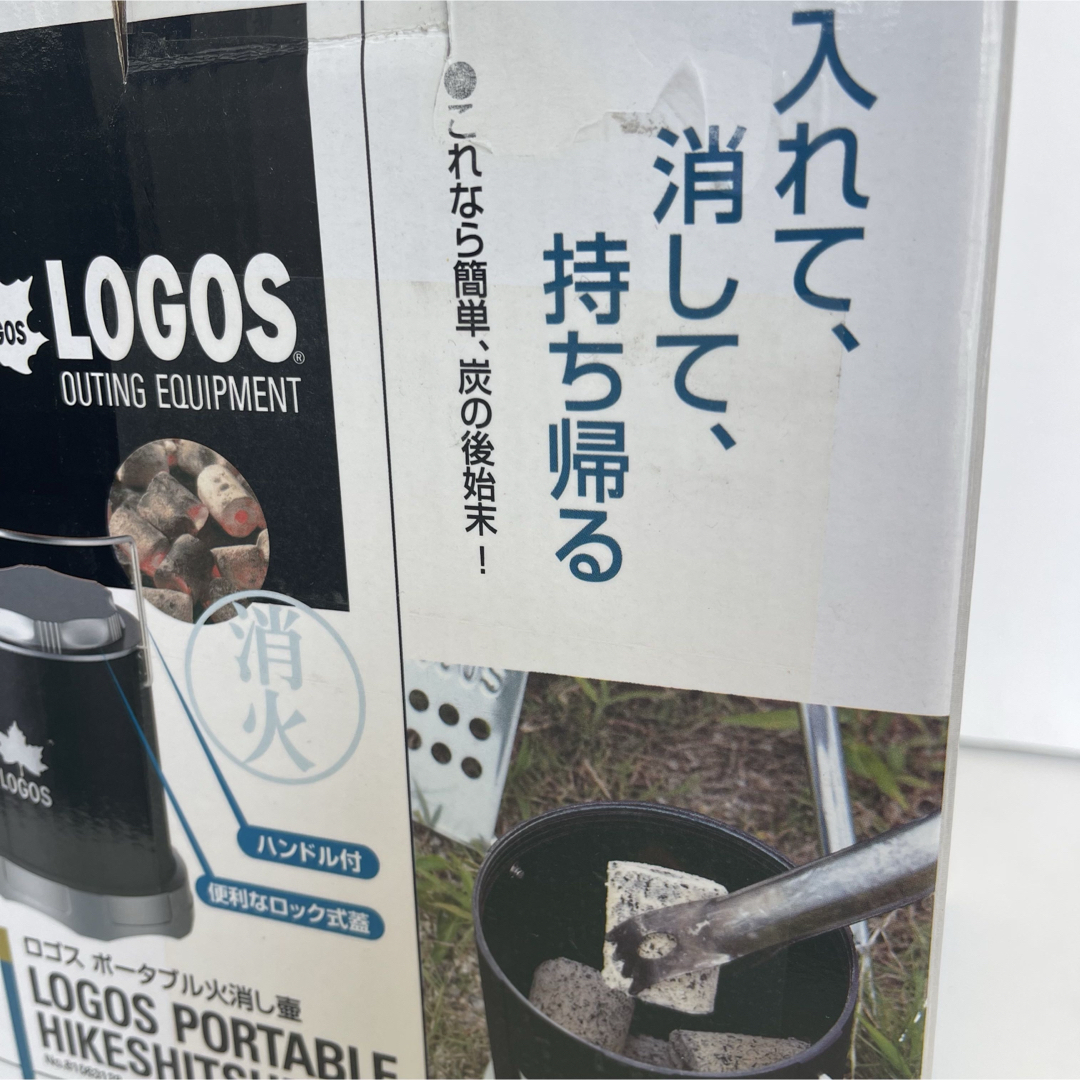 入れて、
消して、
持ち帰る
●これなら簡単、炭の後始末！
LOGOS®
OUTING EQUIPMENT
消火
LOGOS
ハンドル付
便利なロック式蓋
ロゴス ポータブル火消し壷
LOGOS PORTABLE